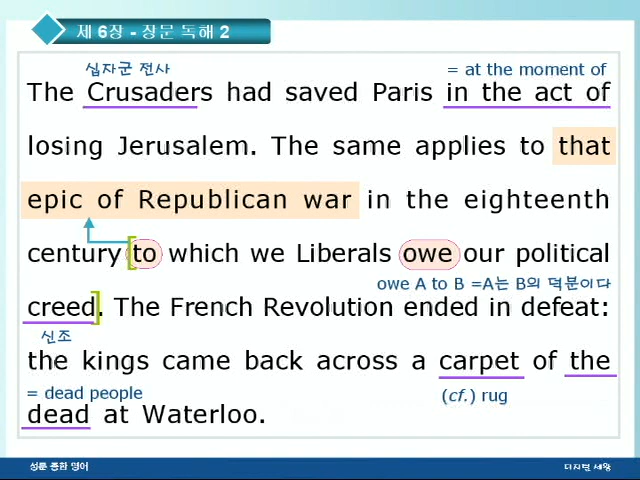 제 6장 - 장문 독해 2
십자군 전사
= at the moment of
The Crusaders had saved Paris in the act of
losing Jerusalem. The same applies to that
epic of Republican war in the eighteenth
century [to which we Liberals owe our political
owe A to B =A는 B의 덕분이다
creed]. The French Revolution ended in defeat:
신조
the kings came back across a carpet of the
= dead people
(cf.) rug
dead at Waterloo.
성문 종합 영어
디지털 세왕